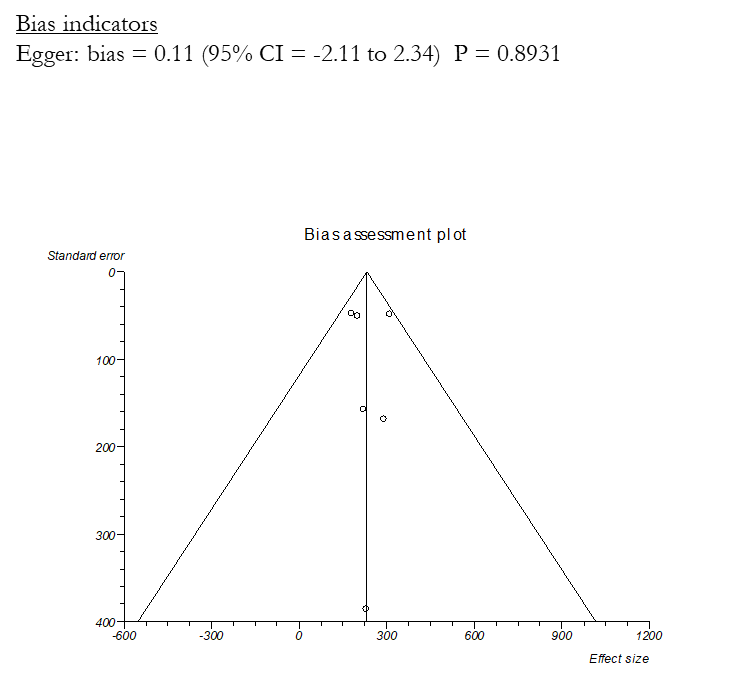 Bias indicators
Egger: bias = 0.11 (95% CI = -2.11 to 2.34)  P = 0.8931
Bias assessment plot
Standard error
0
100
200
300
400
-600 -300 0 300 600 900 1200
Effect size